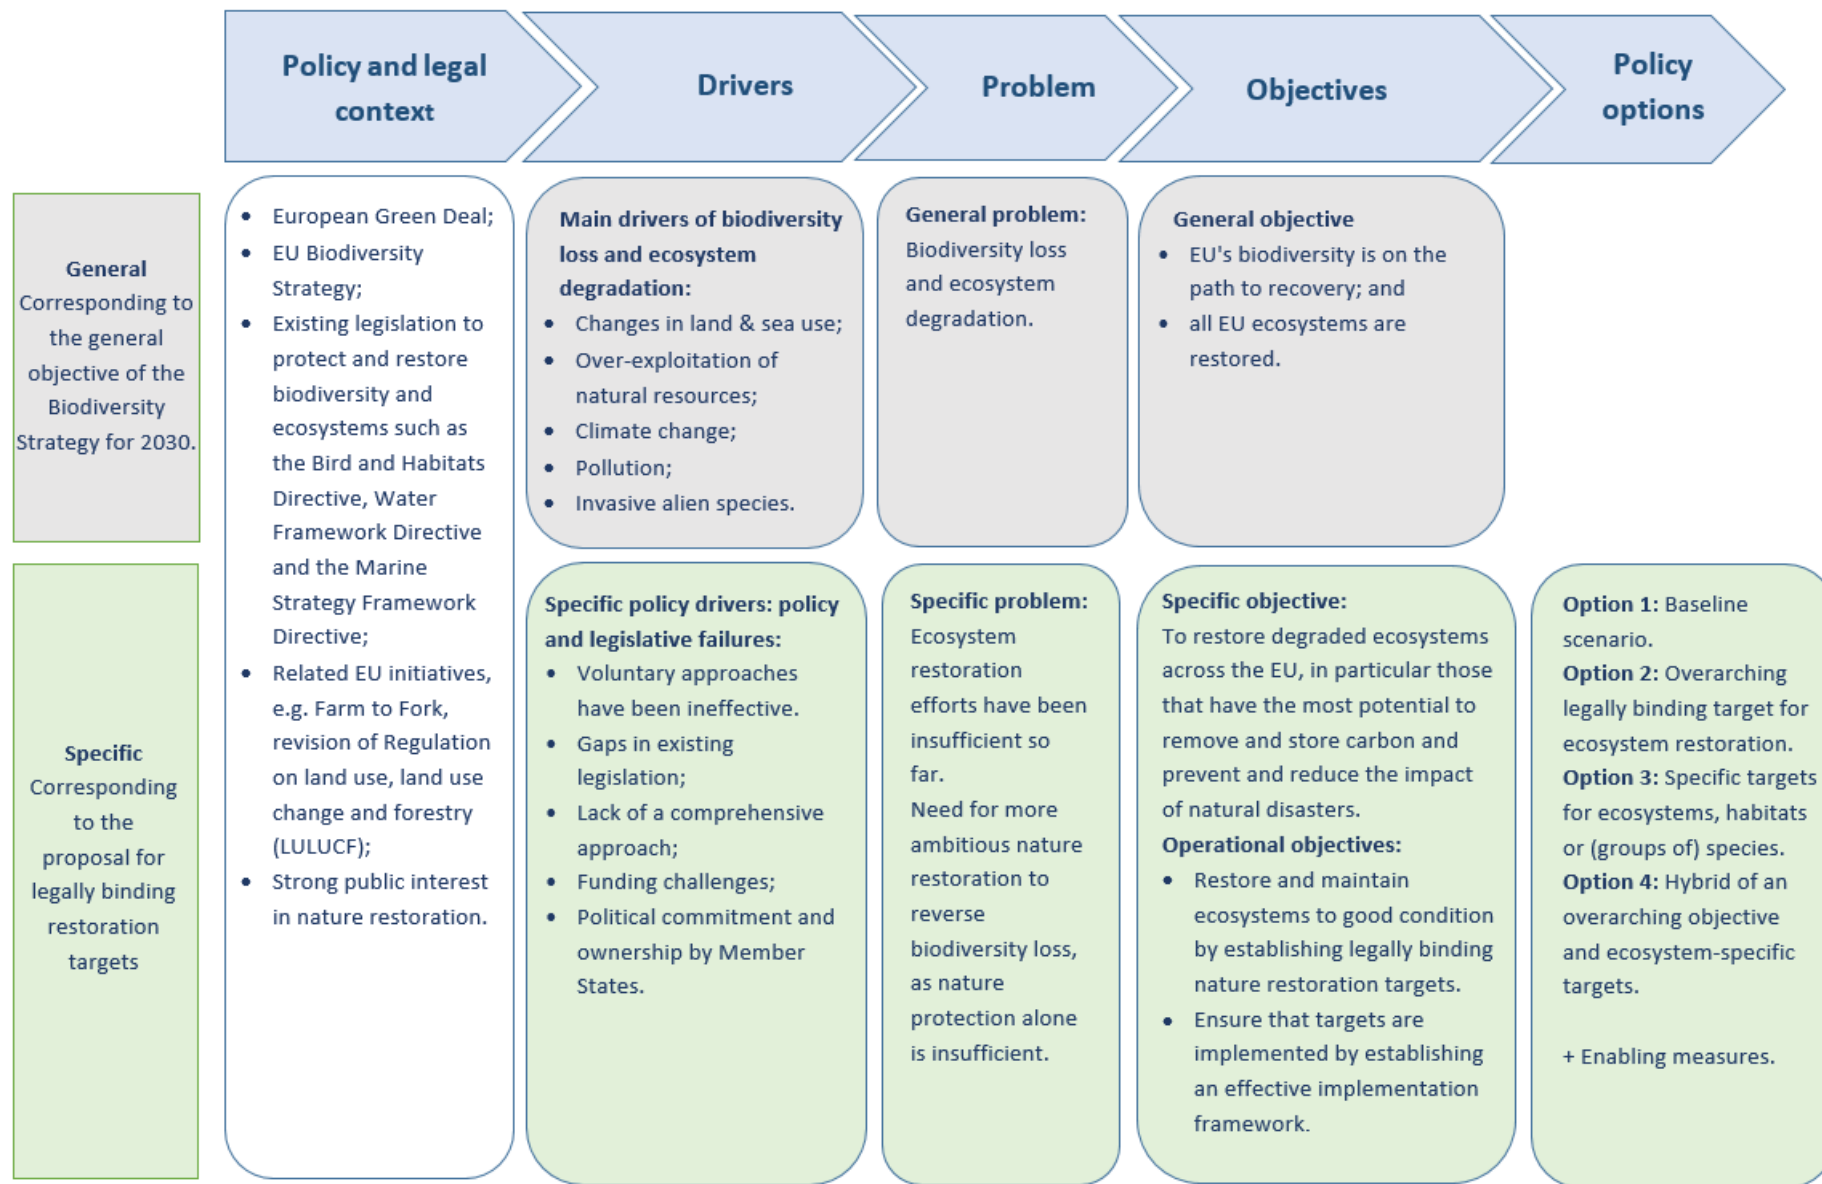 Policy and legal
context
Drivers
Problem
Objectives
Policy
options
General
Corresponding to
the general
objective of the
Biodiversity
Strategy for 2030.
• European Green Deal;
• EU Biodiversity
Strategy;
• Existing legislation to
protect and restore
biodiversity and
ecosystems such as
the Bird and Habitats
Directive, Water
Framework Directive
and the Marine
Strategy Framework
Directive;
• Related EU initiatives,
e.g. Farm to Fork,
revision of Regulation
on land use, land use
change and forestry
(LULUCF);
• Strong public interest
in nature restoration.
Main drivers of biodiversity
loss and ecosystem
degradation:
• Changes in land & sea use;
• Over-exploitation of
natural resources;
• Climate change;
• Pollution;
• Invasive alien species.
General problem:
Biodiversity loss
and ecosystem
degradation.
General objective
• EU's biodiversity is on the
path to recovery; and
• all EU ecosystems are
restored.
Specific
Corresponding
to the
proposal for
legally binding
restoration
targets
Specific policy drivers: policy
and legislative failures:
• Voluntary approaches
have been ineffective.
• Gaps in existing
legislation;
• Lack of a comprehensive
approach;
• Funding challenges;
• Political commitment and
ownership by Member
States.
Specific problem:
Ecosystem
restoration
efforts have been
insufficient so
far.
Need for more
ambitious nature
restoration to
reverse
biodiversity loss,
as nature
protection alone
is insufficient.
Specific objective:
To restore degraded ecosystems
across the EU, in particular those
that have the most potential to
remove and store carbon and
prevent and reduce the impact
of natural disasters.
Operational objectives:
• Restore and maintain
ecosystems to good condition
by establishing legally binding
nature restoration targets.
• Ensure that targets are
implemented by establishing
an effective implementation
framework.
Option 1: Baseline
scenario.
Option 2: Overarching
legally binding target for
ecosystem restoration.
Option 3: Specific targets
for ecosystems, habitats
or (groups of) species.
Option 4: Hybrid of an
overarching objective
and ecosystem-specific
targets.
+ Enabling measures.